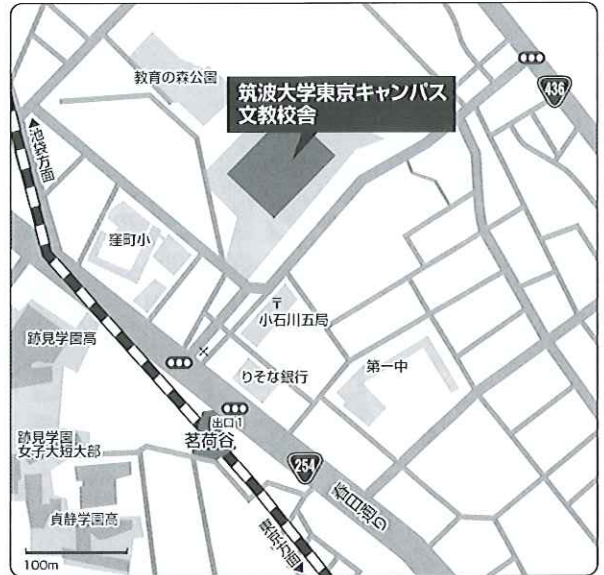 教育の森公園
筑波大学東京キャンパス
文教校舎
436
▲池袋方面
窪町小
〒
小石川五局
跡見学園高
りそな銀行
第一中
出口1
茗荷谷
跡見学園
女子大短大部
254
春日通り
貞静学園高
東京方面▼
100m